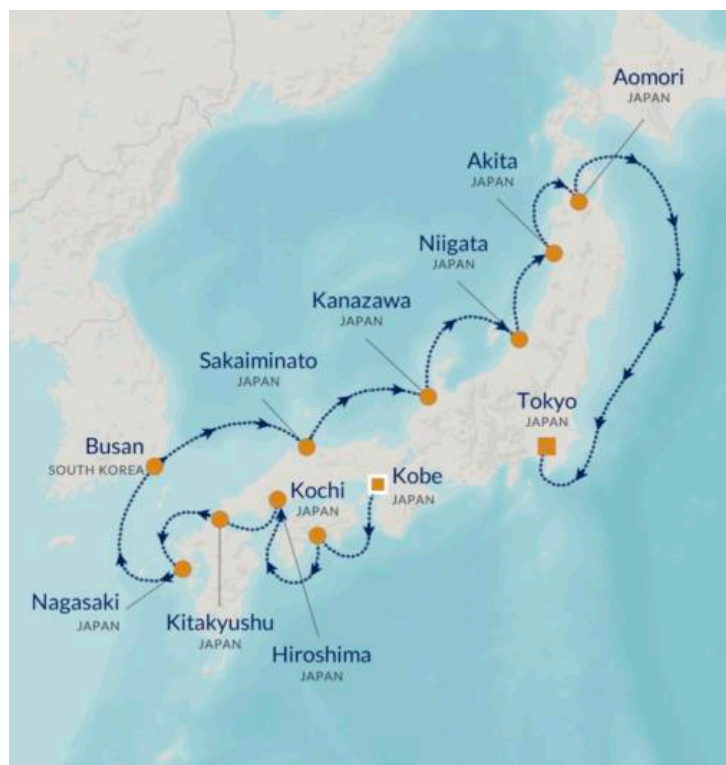 Aomori
JAPAN
Akita
JAPAN
Niigata
JAPAN
Kanazawa
JAPAN
Sakaiminato
JAPAN
Tokyo
JAPAN
Busan
SOUTH KOREA
Kobe
JAPAN
Kochi
JAPAN
Nagasaki
JAPAN
Kitakyushu
JAPAN
Hiroshima
JAPAN